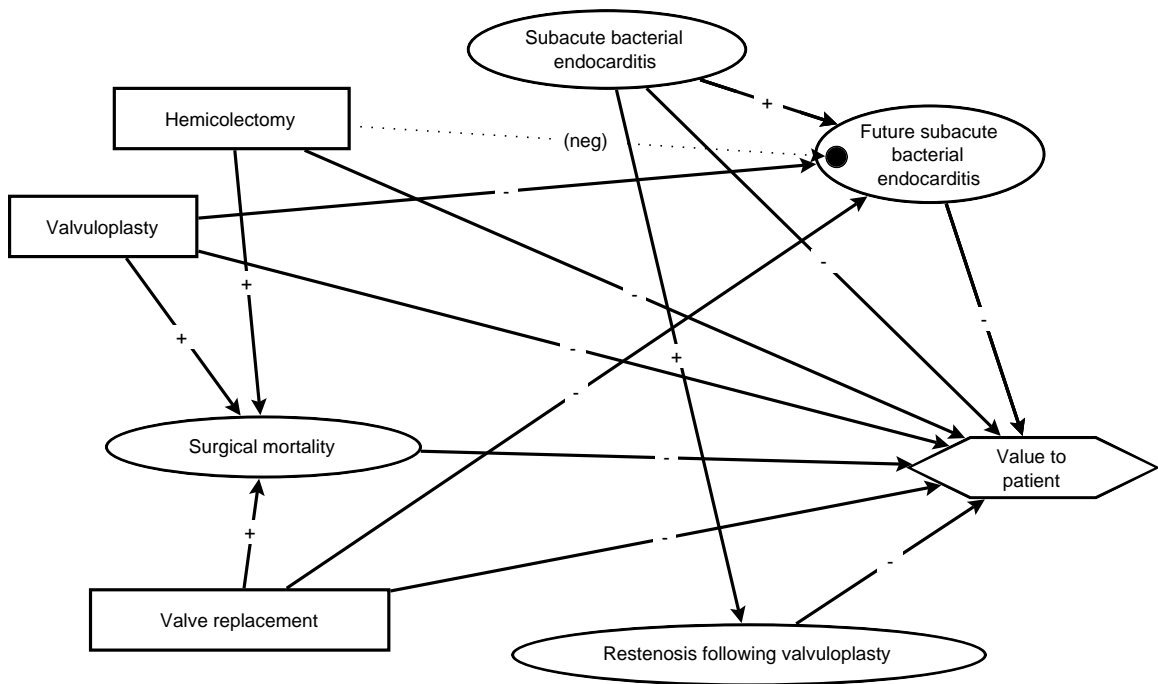 Subacute bacterial
endocarditis
+
Hemicolectomy
(neg)
Future subacute
bacterial
endocarditis
-
Valvuloplasty
-
+
-
-
+
-
+
-
Surgical mortality
-
Value to
patient
+
-
-
Valve replacement
Restenosis following valvuloplasty